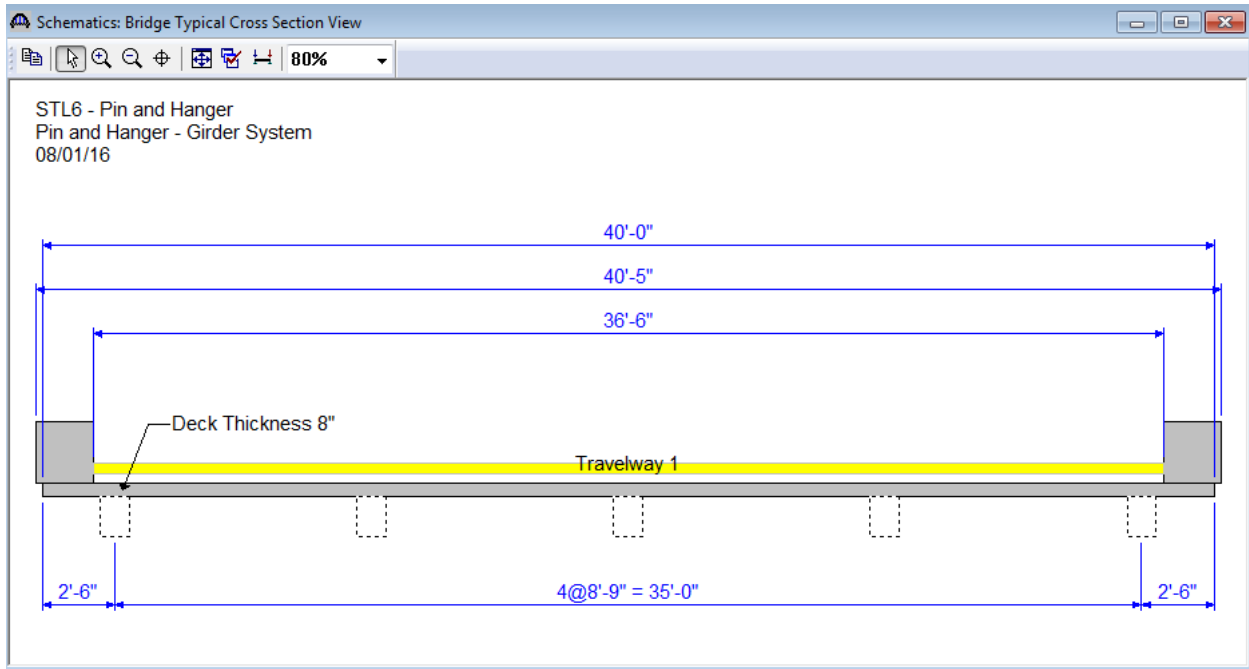 Schematics: Bridge Typical Cross Section View
80%
STL6 - Pin and Hanger
Pin and Hanger - Girder System
08/01/16
40'-0"
40'-5"
36'-6"
Deck Thickness 8"
Travelway 1
2'-6" 4@8'-9" = 35'-0" 2'-6"